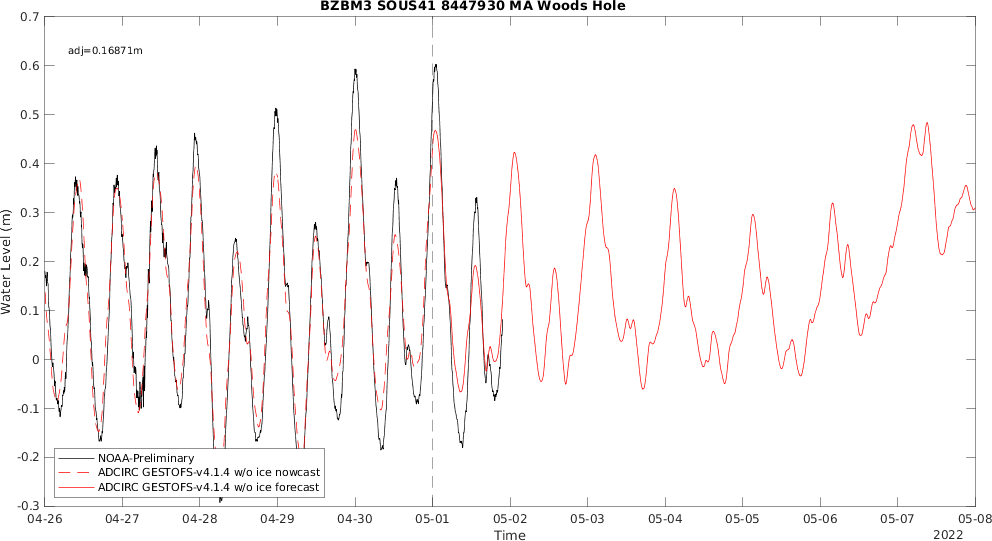 BZBM3 SOUS41 8447930 MA Woods Hole
0.7
0.6
0.5
0.4
0.3
0.2
0.1
0
-0.1
-0.2
-0.3
Water Level (m)
adj=0.16871m
NOAA-Preliminary
ADCIRC GESTOFS-v4.1.4 w/o ice nowcast
ADCIRC GESTOFS-v4.1.4 w/o ice forecast
04-26 04-27 04-28 04-29 04-30 05-01 05-02 05-03 05-04 05-05 05-06 05-07 05-08
Time
2022